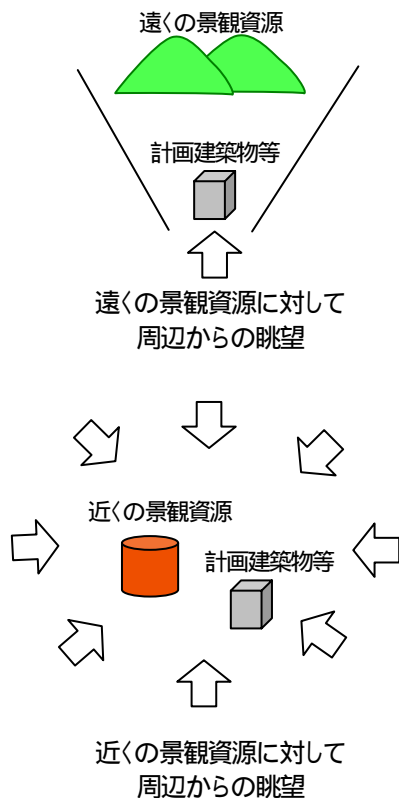 遠くの景観資源
計画建築物等
遠くの景観資源に対して
周辺からの眺望
近くの景観資源
計画建築物等
近くの景観資源に対して
周辺からの眺望